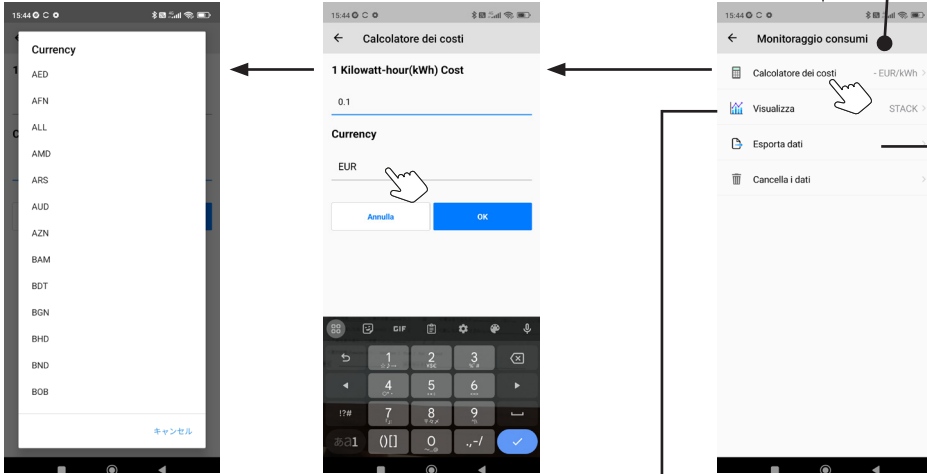 15:44
Currency
AED
AFN
ALL
AMD
ARS
AUD
AZN
BAM
BDT
BGN
BHD
BND
BOB
キャンセル
15:44
Calcolatore dei costi
1 Kilowatt-hour(kWh) Cost
0.1
Currency
EUR
Annulla
OK
GIF
1 2 3
4 5 6
!?# 7 8 9
あa1 ()[] 0 .,-/
15:44
Monitoraggio consumi
Calcolatore dei costi - EUR/kWh >
Visualizza STACK >
Esporta dati
Cancella i dati >